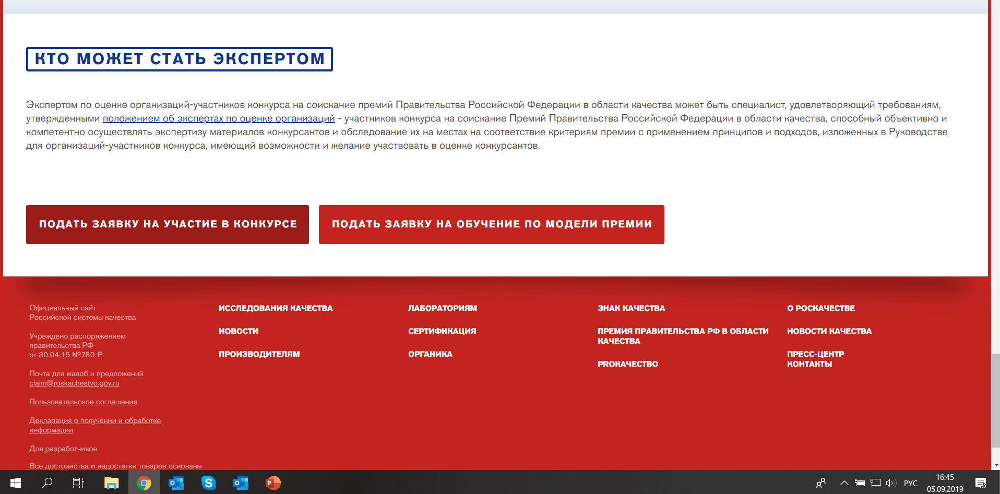 КТО МОЖЕТ СТАТЬ ЭКСПЕРТОМ
Экспертом по оценке организаций-участников конкурса на соискание премий Правительства Российской Федерации в области качества может быть специалист, удовлетворяющий требованиям,
утвержденными положением об экспертах по оценке организаций - участников конкурса на соискание Премий Правительства Российской Федерации в области качества, способный объективно и
компетентно осуществлять экспертизу материалов конкурсантов и обследование их на местах на соответствие критериям премии с применением принципов и подходов, изложенных в Руководстве
для организаций-участников конкурса, имеющий возможности и желание участвовать в оценке конкурсантов.
ПОДАТЬ ЗАЯВКУ НА УЧАСТИЕ В КОНКУРСЕ
ПОДАТЬ ЗАЯВКУ НА ОБУЧЕНИЕ ПО МОДЕЛИ ПРЕМИИ
Официальный сайт
Российской системы качества
Учреждено распоряжением
правительства РФ
от 30.04.15 №780-Р
Почта для жалоб и предложений
claim@roskachestvo.gov.ru
Пользовательское соглашение
Декларация о получении и обработке
информации
Для разработчиков
Все достоинства и недостатки товаров основаны
ИССЛЕДОВАНИЯ КАЧЕСТВА
НОВОСТИ
ПРОИЗВОДИТЕЛЯМ
ЛАБОРАТОРИЯМ
СЕРТИФИКАЦИЯ
ОРГАНИКА
ЗНАК КАЧЕСТВА
ПРЕМИЯ ПРАВИТЕЛЬСТВА РФ В ОБЛАСТИ
КАЧЕСТВА
PROКАЧЕСТВО
О РОСКАЧЕСТВЕ
НОВОСТИ КАЧЕСТВА
ПРЕСС-ЦЕНТР
КОНТАКТЫ
РУС
16:45
05.09.2019